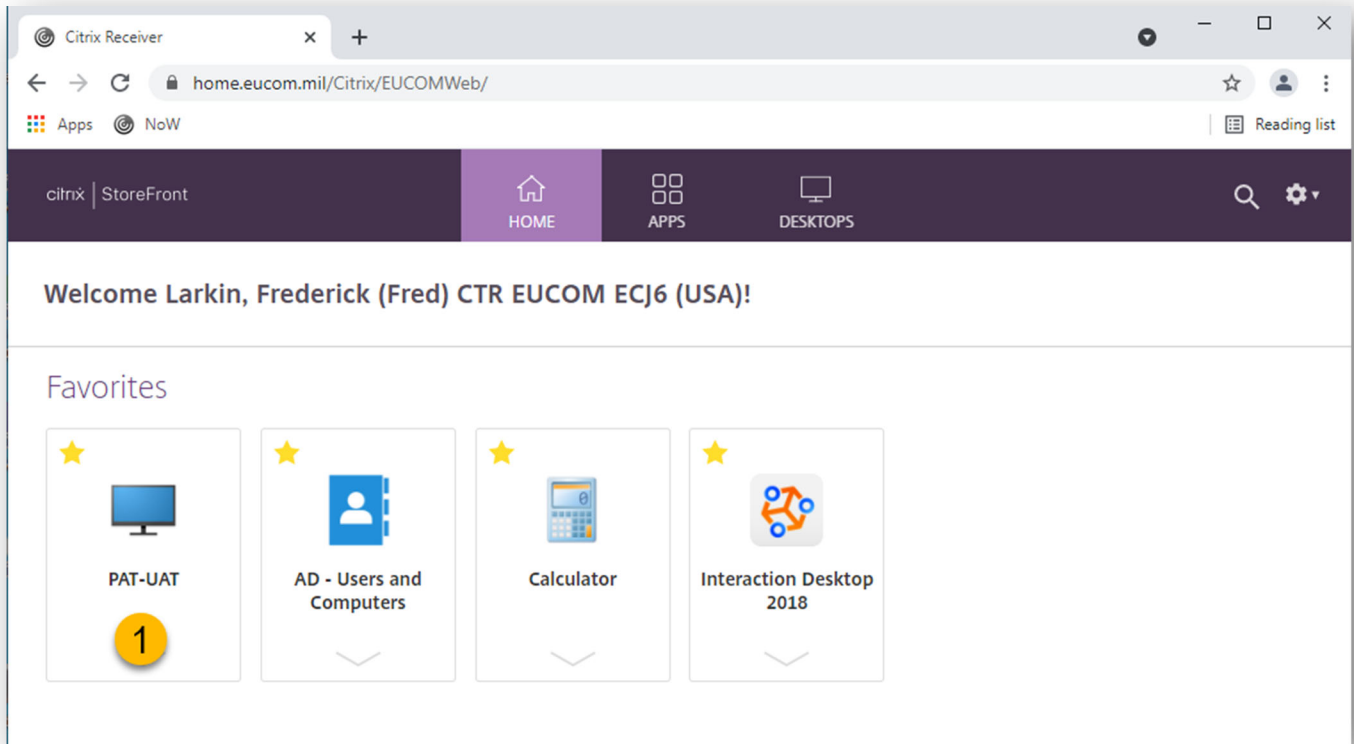 Citrix Receiver
home.eucom.mil/Citrix/EUCOMWeb/
Apps NoW Reading list
citrix StoreFront
HOME APPS DESKTOPS
Welcome Larkin, Frederick (Fred) CTR EUCOM ECJ6 (USA)!
Favorites
PAT-UAT
1
AD - Users and
Computers
0
Calculator
Interaction Desktop
2018